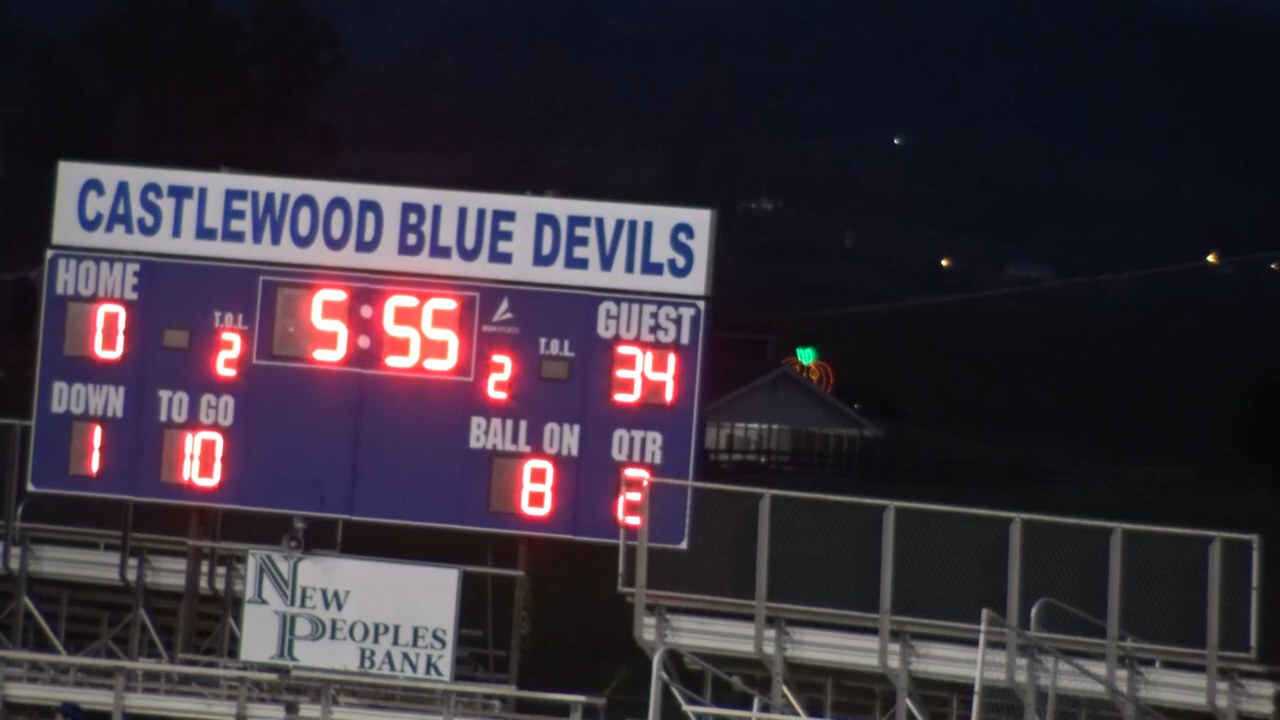 CASTLEWOOD BLUE DEVILS
HOME
0
T.O.L.
2
5:55
2
T.O.L.
GUEST
34
DOWN
1
TO GO
10
BALL ON
8
QTR
2
NEW
PEOPLES
BANK